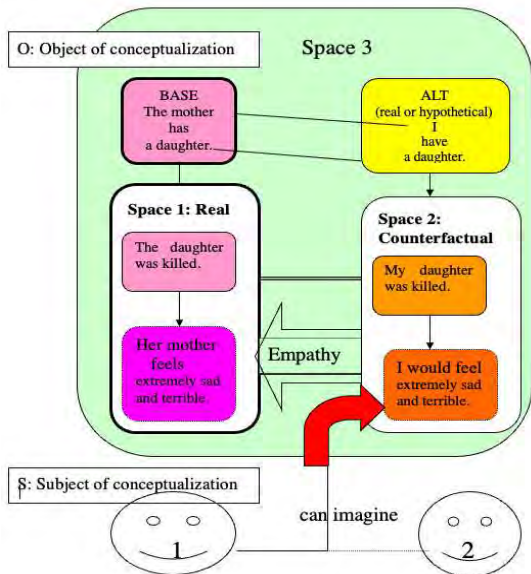 O: Object of conceptualization
Space 3
BASE
The mother
has
a daughter.
ALT
(real or hypothetical)
I
have
a daughter.
Space 1: Real
The daughter
was killed.
Her mother
feels
extremely sad
and terrible.
Space 2:
Counterfactual
My daughter
was killed.
I would feel
extremely sad
and terrible.
Empathy
S: Subject of conceptualization
can imagine
1
2